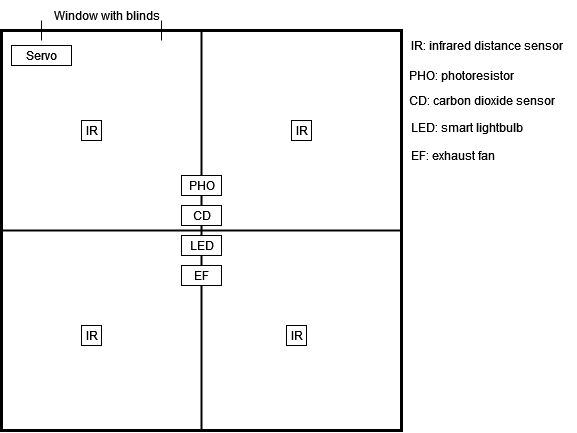 Window with blinds
Servo
IR: infrared distance sensor
PHO: photoresistor
CD: carbon dioxide sensor
LED: smart lightbulb
EF: exhaust fan
IR
IR
PHO
CD
LED
EF
IR
IR